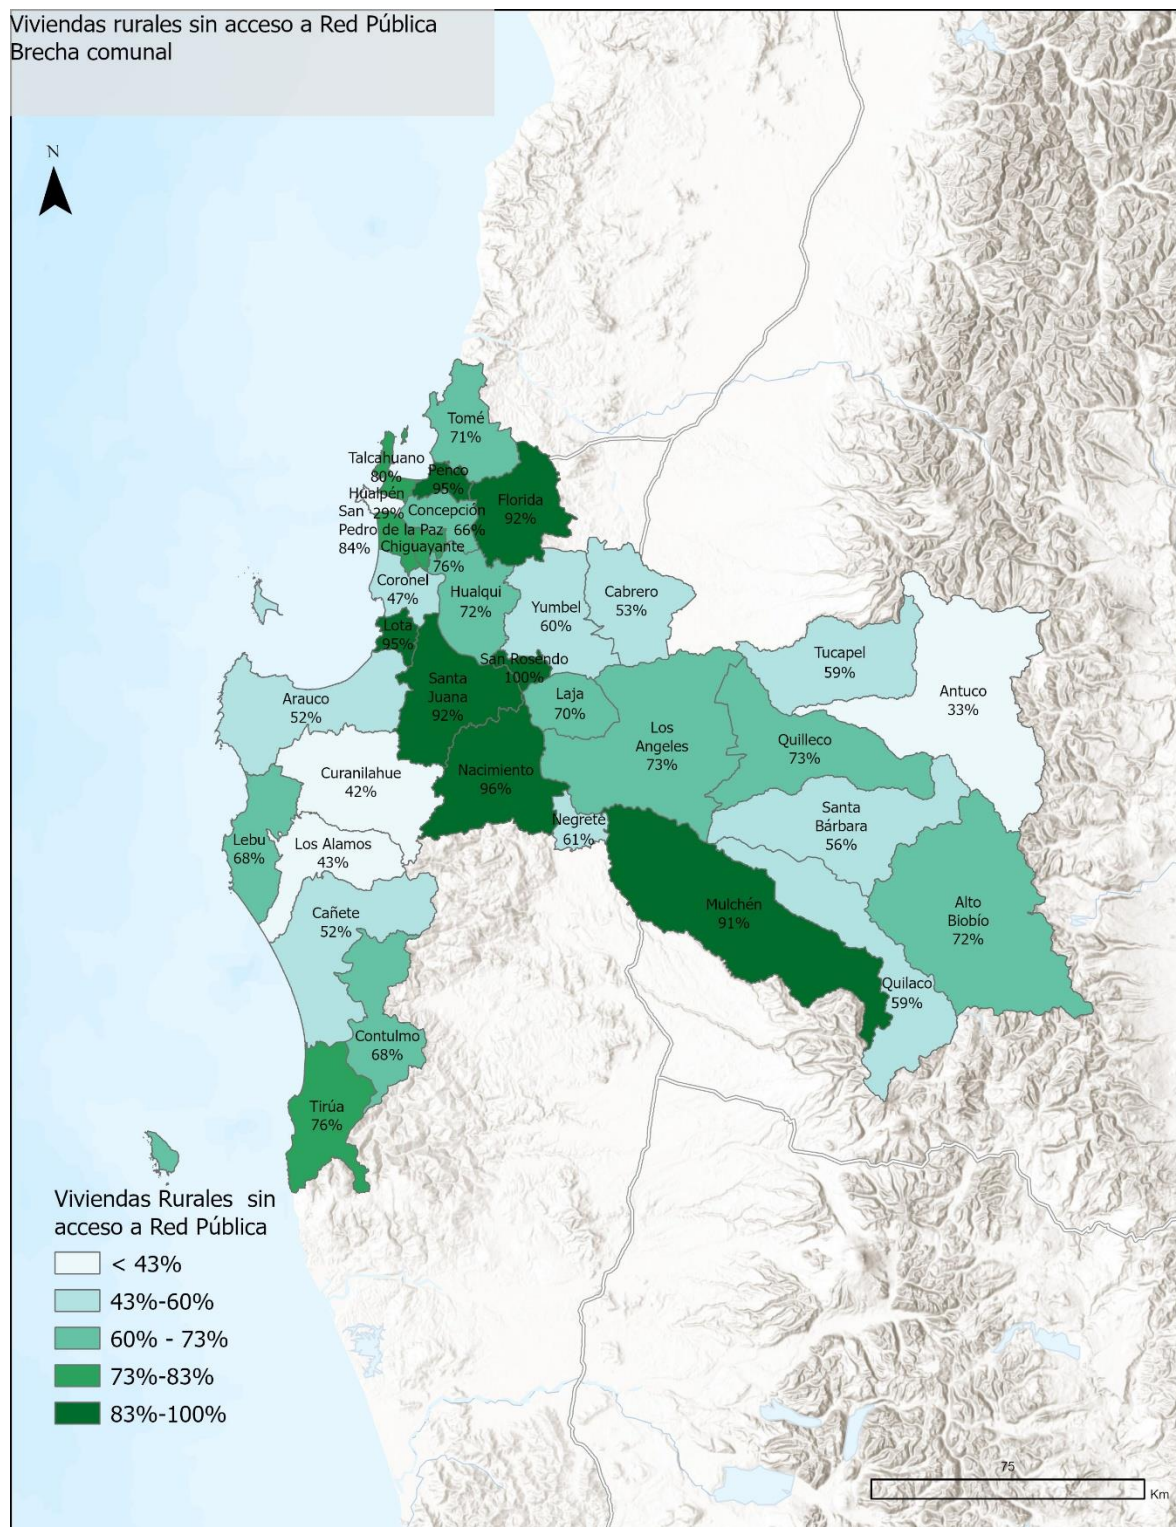 Viviendas rurales sin acceso a Red Pública
Brecha comunal
N
Tomé
71%
Talcahuano
80%
Penco
95%
Hualpén
29%
Florida
92%
San
Pedro de la Paz
84%
Concepción
66%
Chiguayante
76%
Coronel
47%
Hualqui
72%
Yumbel
60%
Cabrero
53%
Lota
95%
San Rosendo
100%
Tucapel
59%
Santa
Juana
92%
Arauco
52%
Laja
70%
Antuco
33%
Los
Angeles
73%
Quilleco
73%
Curanilahue
42%
Nacimiento
96%
Santa
Bárbara
56%
Negrete
61%
Lebu
68%
Los Alamos
43%
Mulchén
91%
Alto
Biobío
72%
Cañete
52%
Quilaco
59%
Contulmo
68%
Tirúa
76%
Viviendas Rurales sin
acceso a Red Pública
< 43%
43%-60%
60% - 73%
73%-83%
83%-100%
75
Km